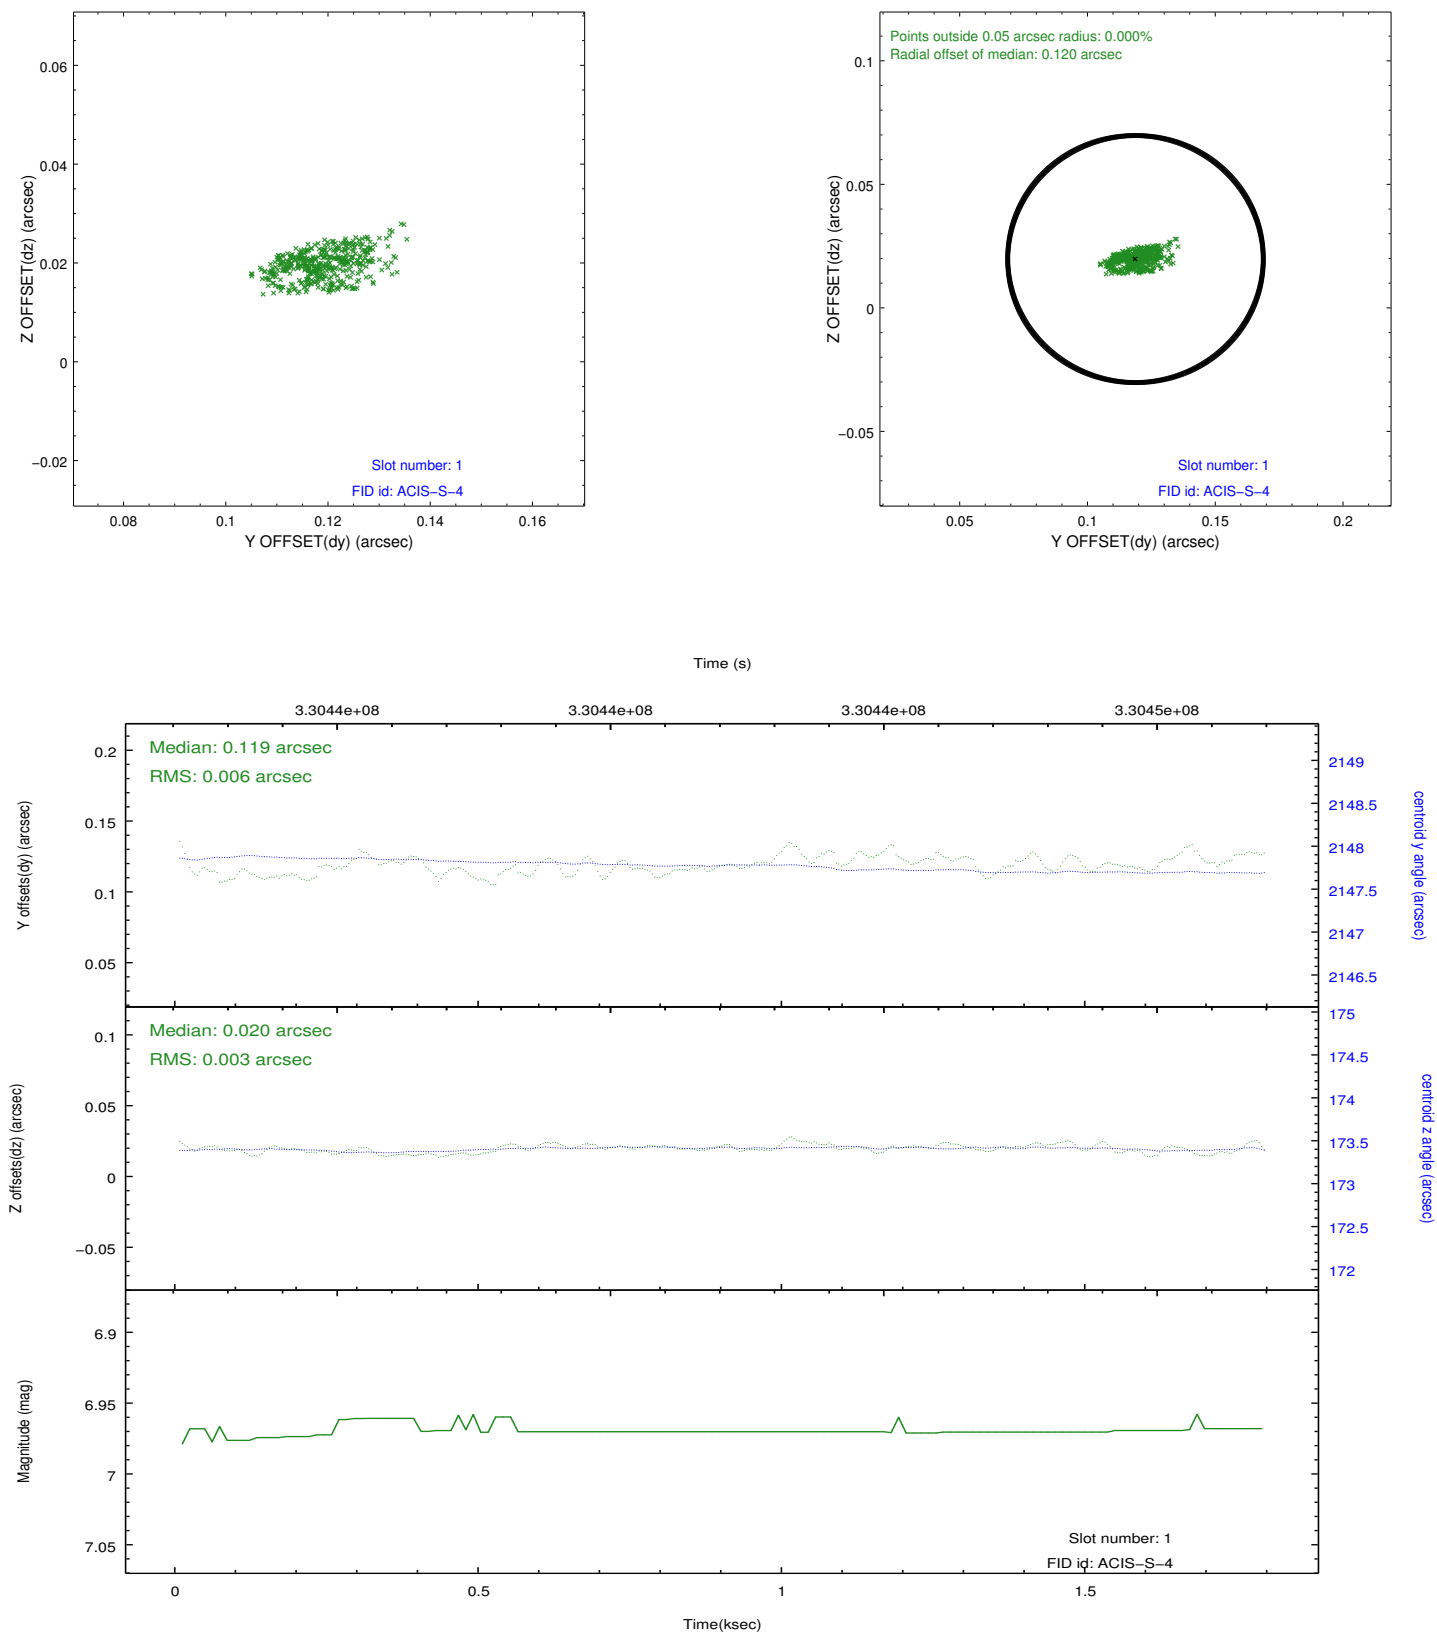 0.06
0.04
0.02
0
−0.02
Z OFFSET(dz) (arcsec)
Slot number: 1
FID id: ACIS−S−4
0.08
0.1
0.12
0.14
0.16
Y OFFSET(dy) (arcsec)
Points outside 0.05 arcsec radius: 0.000%
Radial offset of median: 0.120 arcsec
0.1
0.05
0
−0.05
Z OFFSET(dz) (arcsec)
Slot number: 1
FID id: ACIS−S−4
0.05
0.1
0.15
0.2
Y OFFSET(dy) (arcsec)
Time (s)
3.3044e+08
3.3044e+08
3.3044e+08
3.3045e+08
Median: 0.119 arcsec
RMS: 0.006 arcsec
0.2
0.15
0.1
0.05
Y offsets(dy) (arcsec)
2149
2148.5
2148
2147.5
2147
2146.5
centroid y angle (arcsec)
Median: 0.020 arcsec
RMS: 0.003 arcsec
0.1
0.05
0
−0.05
Z offsets(dz) (arcsec)
175
174.5
174
173.5
173
172.5
172
centroid z angle (arcsec)
6.9
6.95
7
7.05
Magnitude (mag)
Slot number: 1
FID id: ACIS−S−4
0
0.5
1
1.5
Time(ksec)